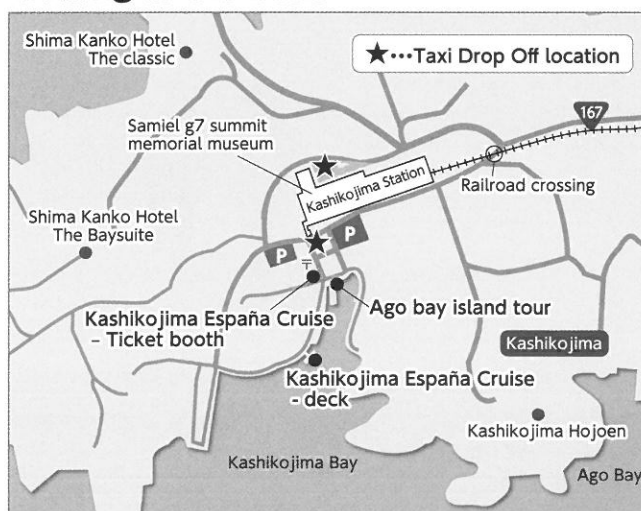 Shima Kanko Hotel
The classic
★•••Taxi Drop Off location
Samiel g7 summit
memorial museum
167
Kashikojima Station
Railroad crossing
Shima Kanko Hotel
The Baysuite
P
P
〒
Kashikojima España Cruise
– Ticket booth
Ago bay island tour
Kashikojima
Kashikojima España Cruise
- deck
Kashikojima Hojoen
Kashikojima Bay
Ago Bay